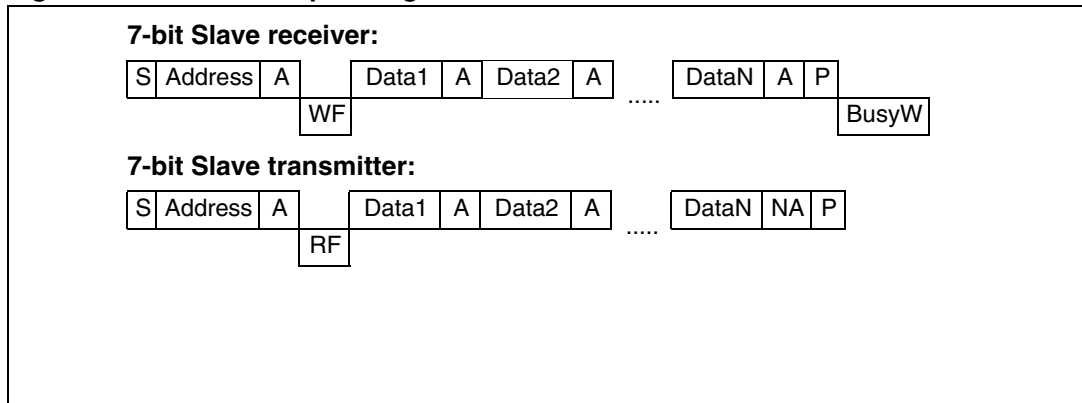 7-bit Slave receiver:
S Address A Data1 A Data2 A ..... DataN A P
WF BusyW
7-bit Slave transmitter:
S Address A Data1 A Data2 A ..... DataN NA P
RF